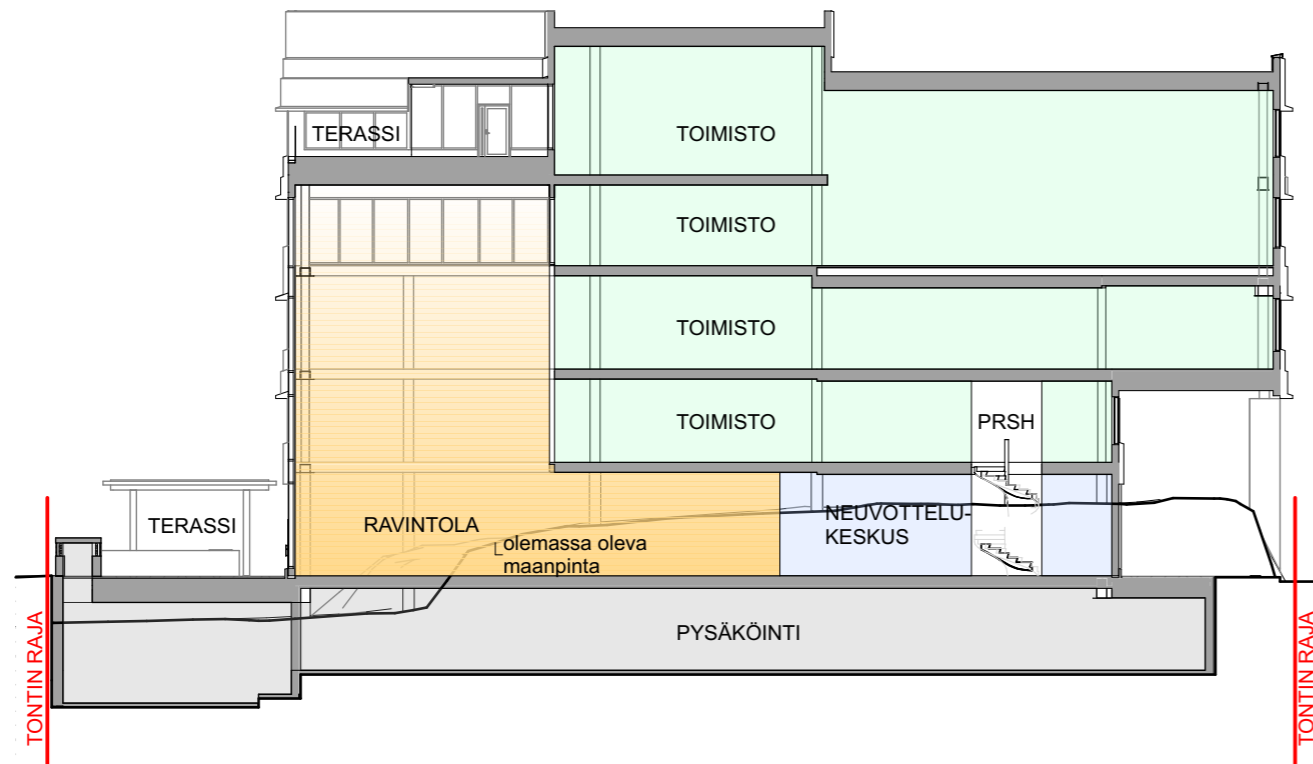 TERASSI
TOIMISTO
TOIMISTO
TOIMISTO
TOIMISTO
PRSH
TERASSI
RAVINTOLA
NEUVOTTELU-
KESKUS
olemassa oleva
maanpinta
PYSÄKÖINTI
TONTIN RAJA
TONTIN RAJA